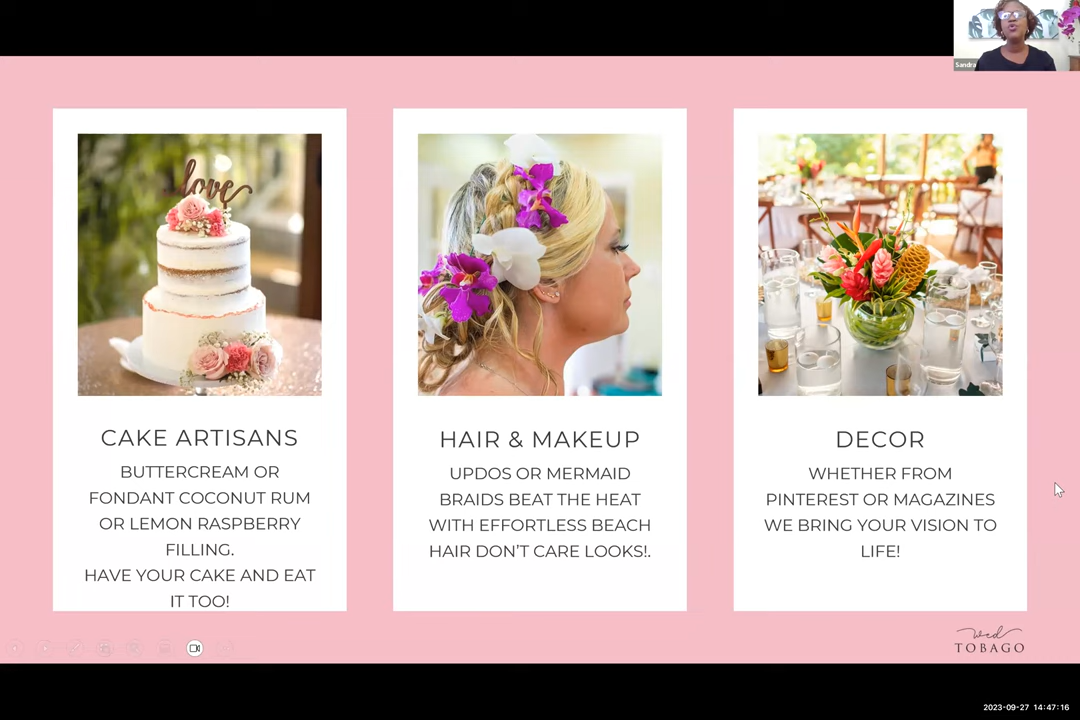 Sandra
love
CAKE ARTISANS
BUTTERCREAM OR
FONDANT COCONUT RUM
OR LEMON RASPBERRY
FILLING.
HAVE YOUR CAKE AND EAT
IT TOO!
HAIR & MAKEUP
UPDOS OR MERMAID
BRAIDS BEAT THE HEAT
WITH EFFORTLESS BEACH
HAIR DON'T CARE LOOKS!.
DECOR
WHETHER FROM
PINTEREST OR MAGAZINES
WE BRING YOUR VISION TO
LIFE!
wed
TOBAGO
2023-09-27 14:47:16